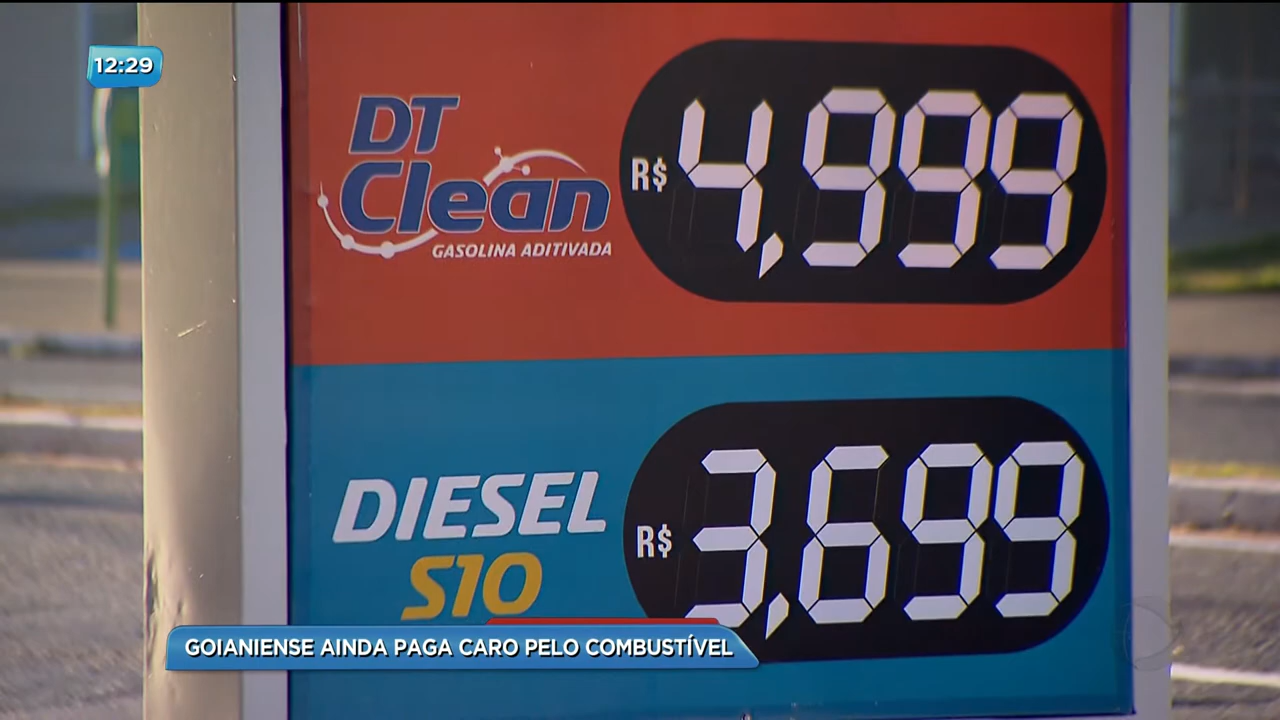 12:29
DT
Clean
GASOLINA ADITIVADA
R$ 4,999
DIESEL
S10
R$ 3,699
GOIANIENSE AINDA PAGA CARO PELO COMBUSTÍVEL